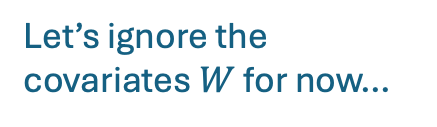 Let’s ignore the
covariates W for now...